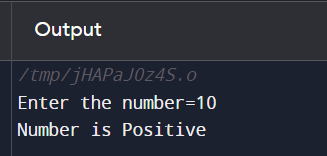 Output
/tmp/jHAPaJOz4S.o
Enter the number=10
Number is Positive